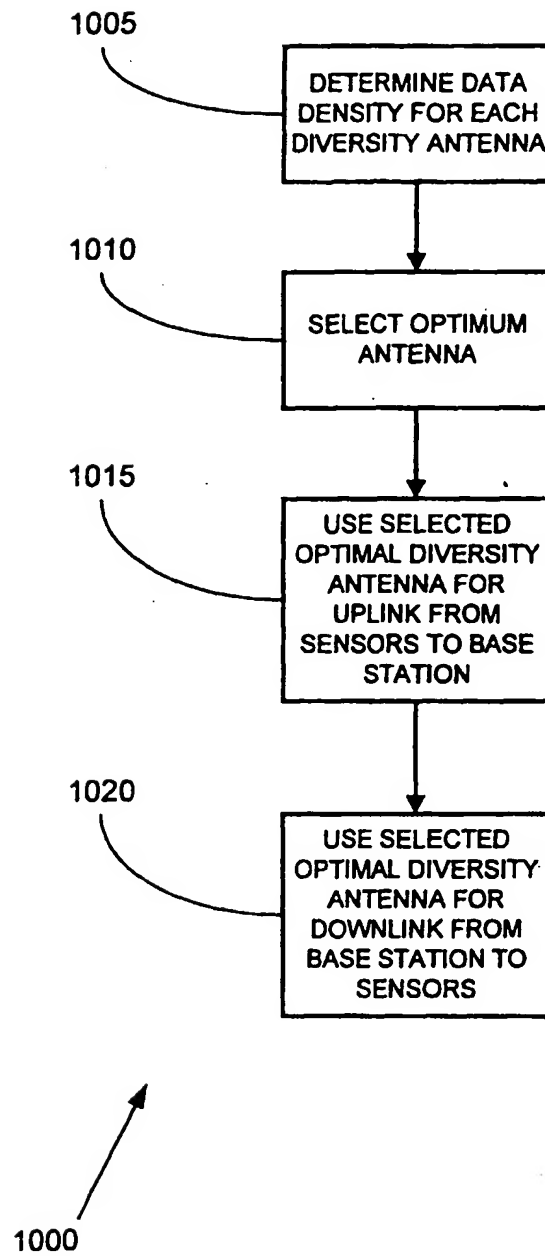 1005
DETERMINE DATA
DENSITY FOR EACH
DIVERSITY ANTENNA
1010
SELECT OPTIMUM
ANTENNA
1015
USE SELECTED
OPTIMAL DIVERSITY
ANTENNA FOR
UPLINK FROM
SENSORS TO BASE
STATION
1020
USE SELECTED
OPTIMAL DIVERSITY
ANTENNA FOR
DOWNLINK FROM
BASE STATION TO
SENSORS
1000